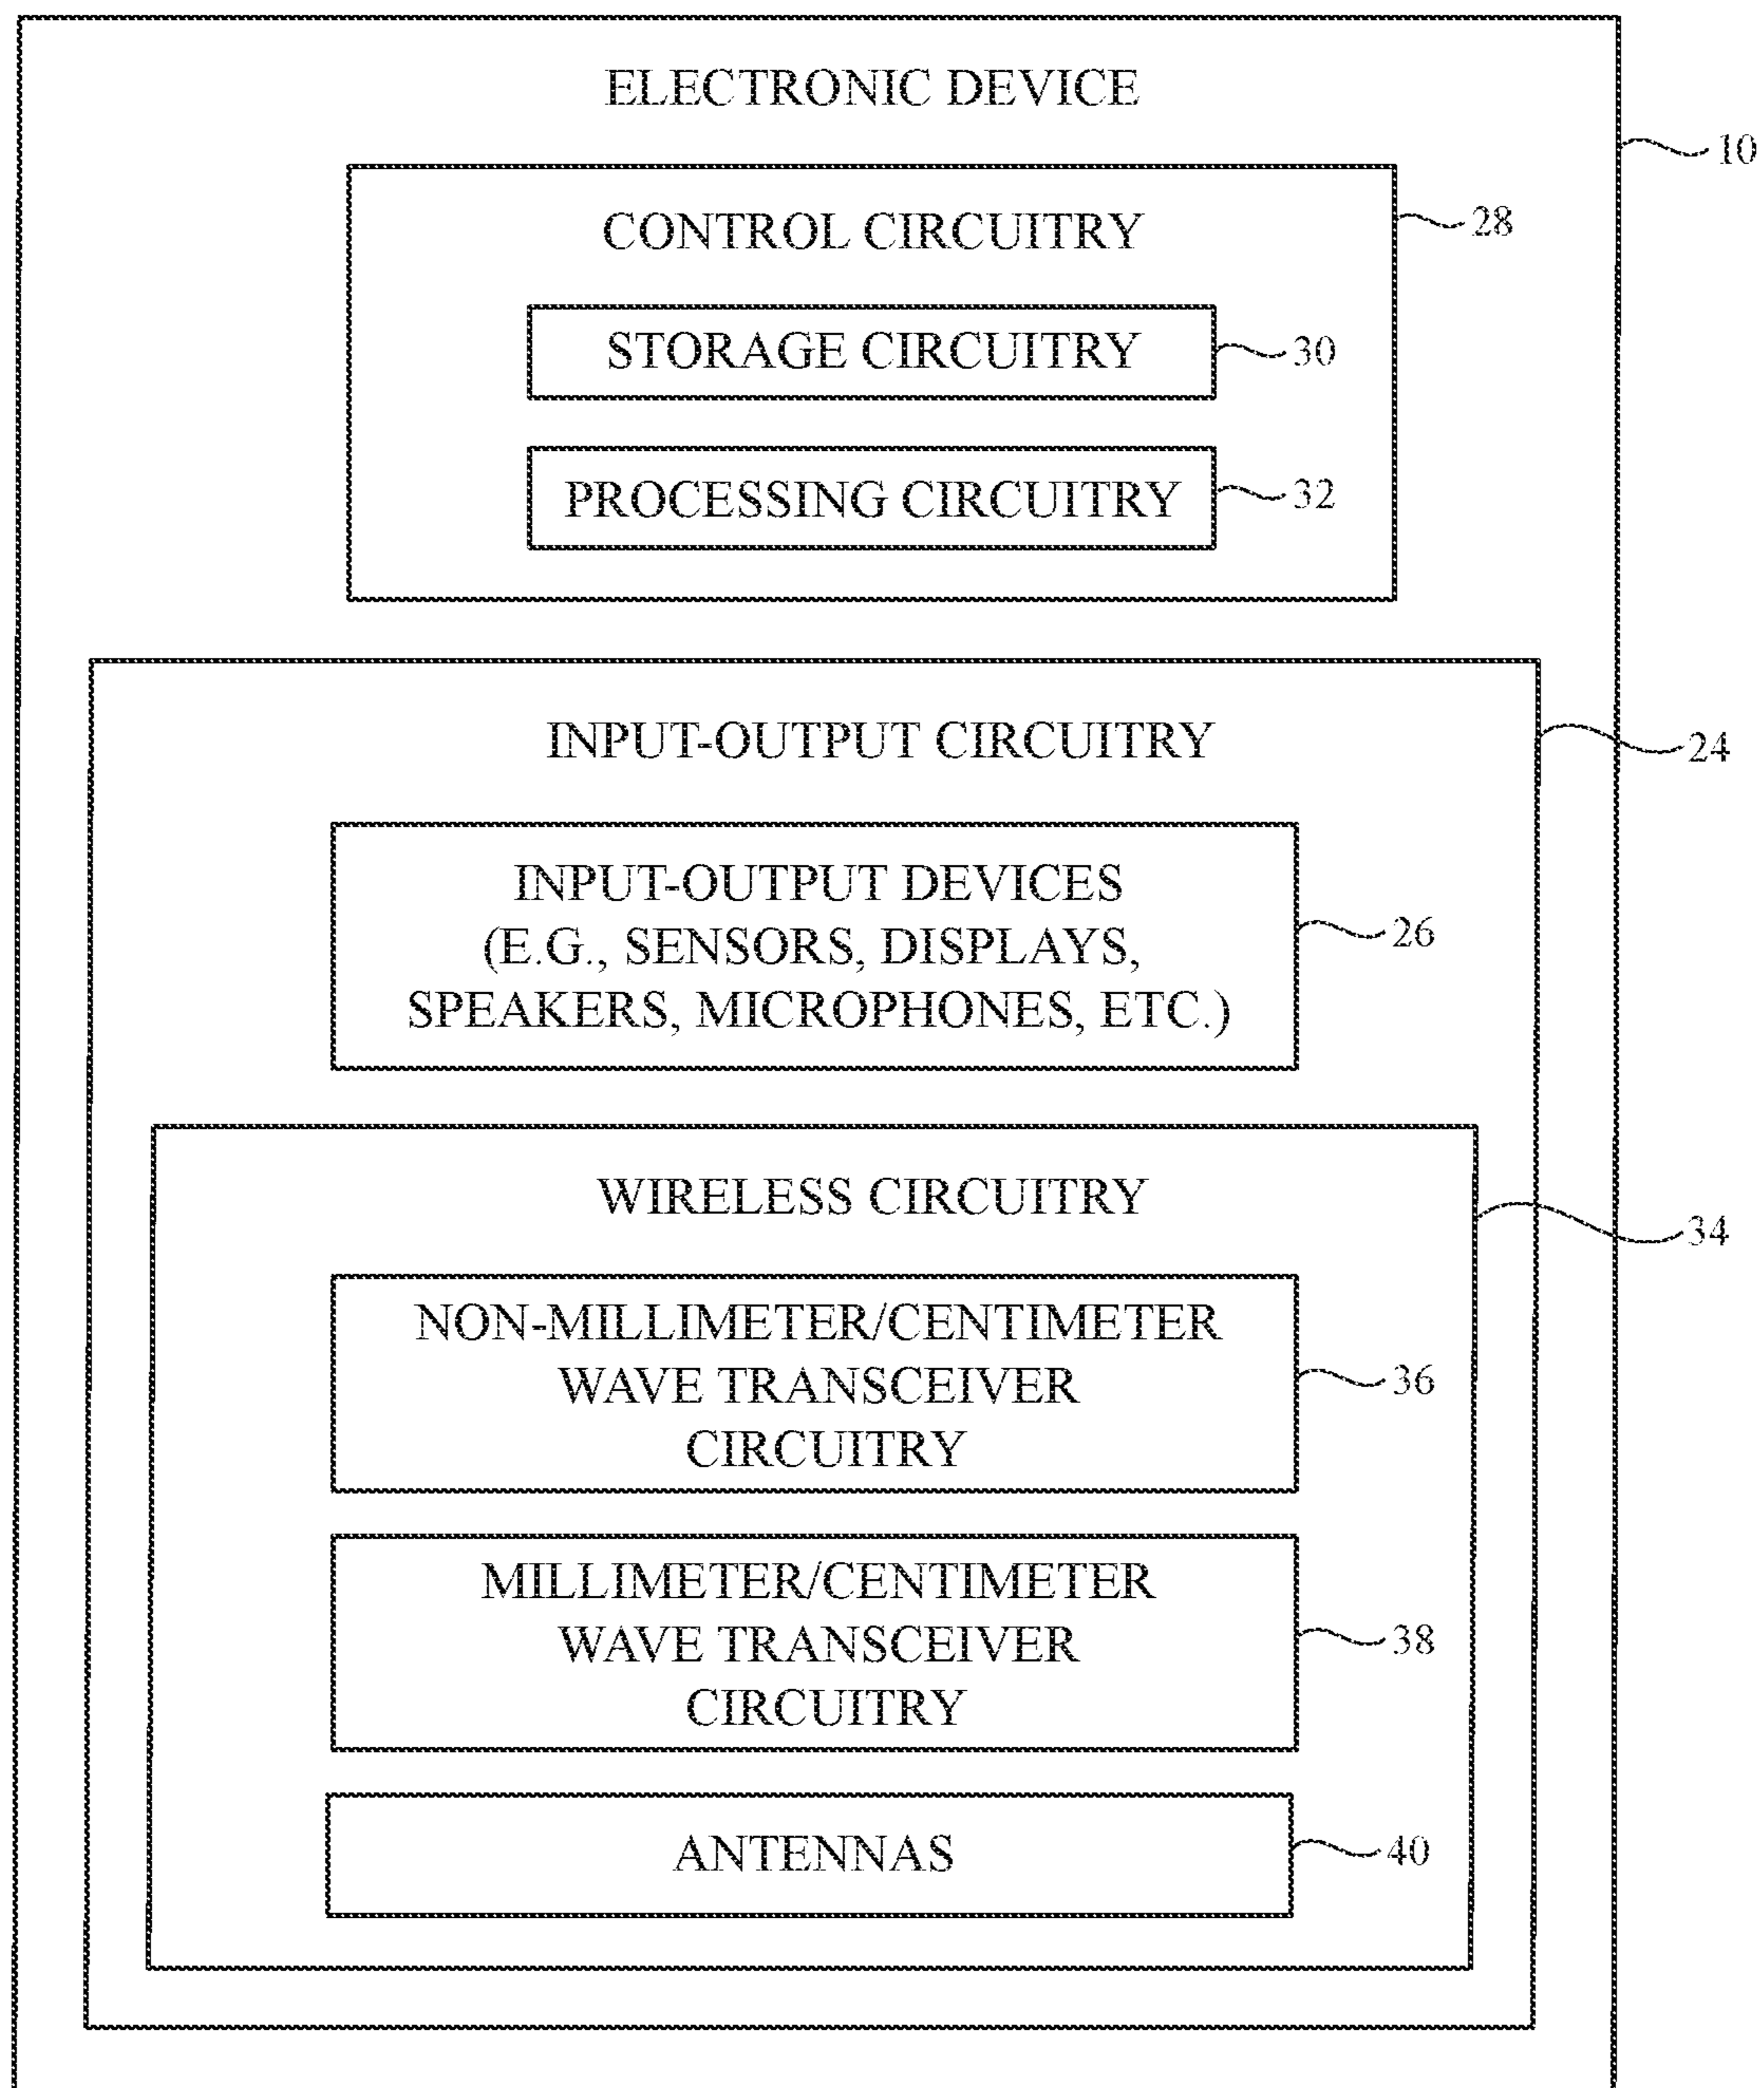 ELECTRONIC DEVICE
10
CONTROL CIRCUITRY
28
STORAGE CIRCUITRY
30
PROCESSING CIRCUITRY
32
INPUT-OUTPUT CIRCUITRY
24
INPUT-OUTPUT DEVICES
(E.G., SENSORS, DISPLAYS,
SPEAKERS, MICROPHONES, ETC.)
26
WIRELESS CIRCUITRY
34
NON-MILLIMETER/CENTIMETER
WAVE TRANSCEIVER
CIRCUITRY
36
MILLIMETER/CENTIMETER
WAVE TRANSCEIVER
CIRCUITRY
38
ANTENNAS
40